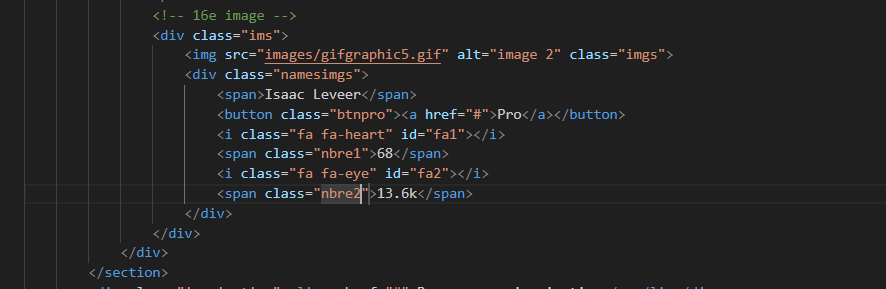 <!-- 16e image -->
<div class="ims">
<img src="images/gifgraphic5.gif" alt="image 2" class="imgs">
<div class="namesimgs">
<span>Isaac Leveer</span>
<button class="btnpro"><a href="#">Pro</a></button>
<i class="fa fa-heart" id="fa1"></i>
<span class="nbre1">68</span>
<i class="fa fa-eye" id="fa2"></i>
<span class="nbre2">13.6k</span>
</div>
</div>
</div>
</section>